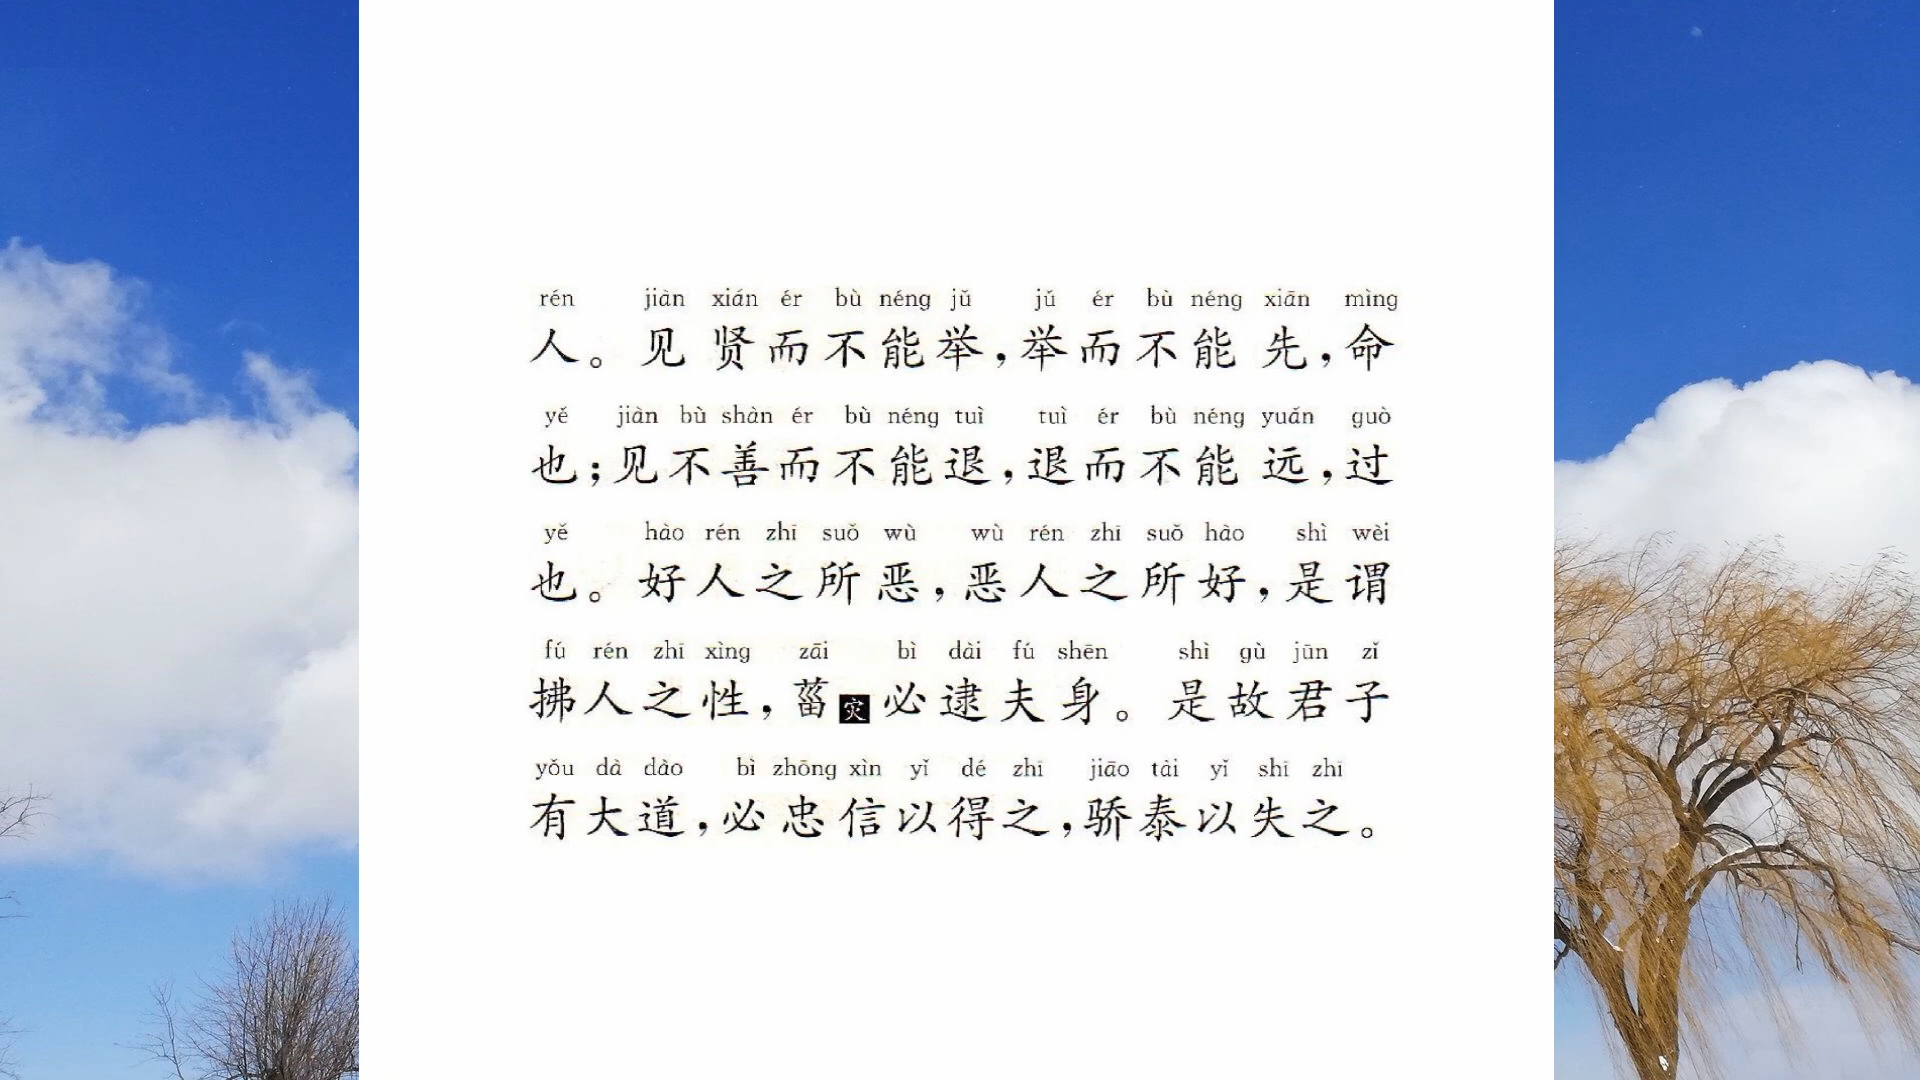 rén jiàn xián ér bù néng jǔ jǔ ér bù néng xiān mìng
人。见贤而不能举,举而不能先,命
yě jiàn bù shàn ér bù néng tuì tuì ér bù néng yuǎn guò
也;见不善而不能退,退而不能远,过
yě hào rén zhī suǒ wù wù rén zhī suǒ hào shì wèi
也。好人之所恶,恶人之所好,是谓
fú rén zhī xìng zāi bì dài fú shēn shì gù jūn zǐ
拂人之性,菑灾必逮夫身。是故君子
yǒu dà dào bì zhōng xìn yǐ dé zhī jiāo tài yǐ shī zhī
有大道,必忠信以得之,骄泰以失之。